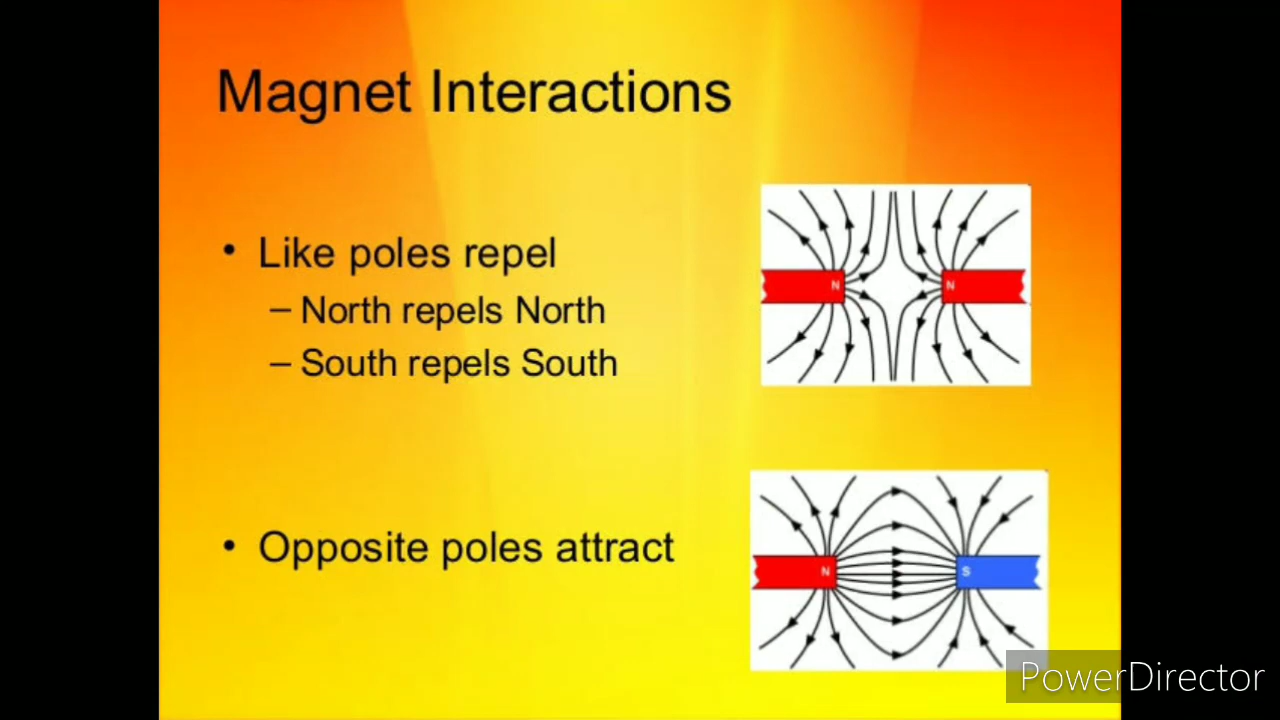 Magnet Interactions
• Like poles repel
– North repels North
– South repels South
N N
• Opposite poles attract
N S
PowerDirector